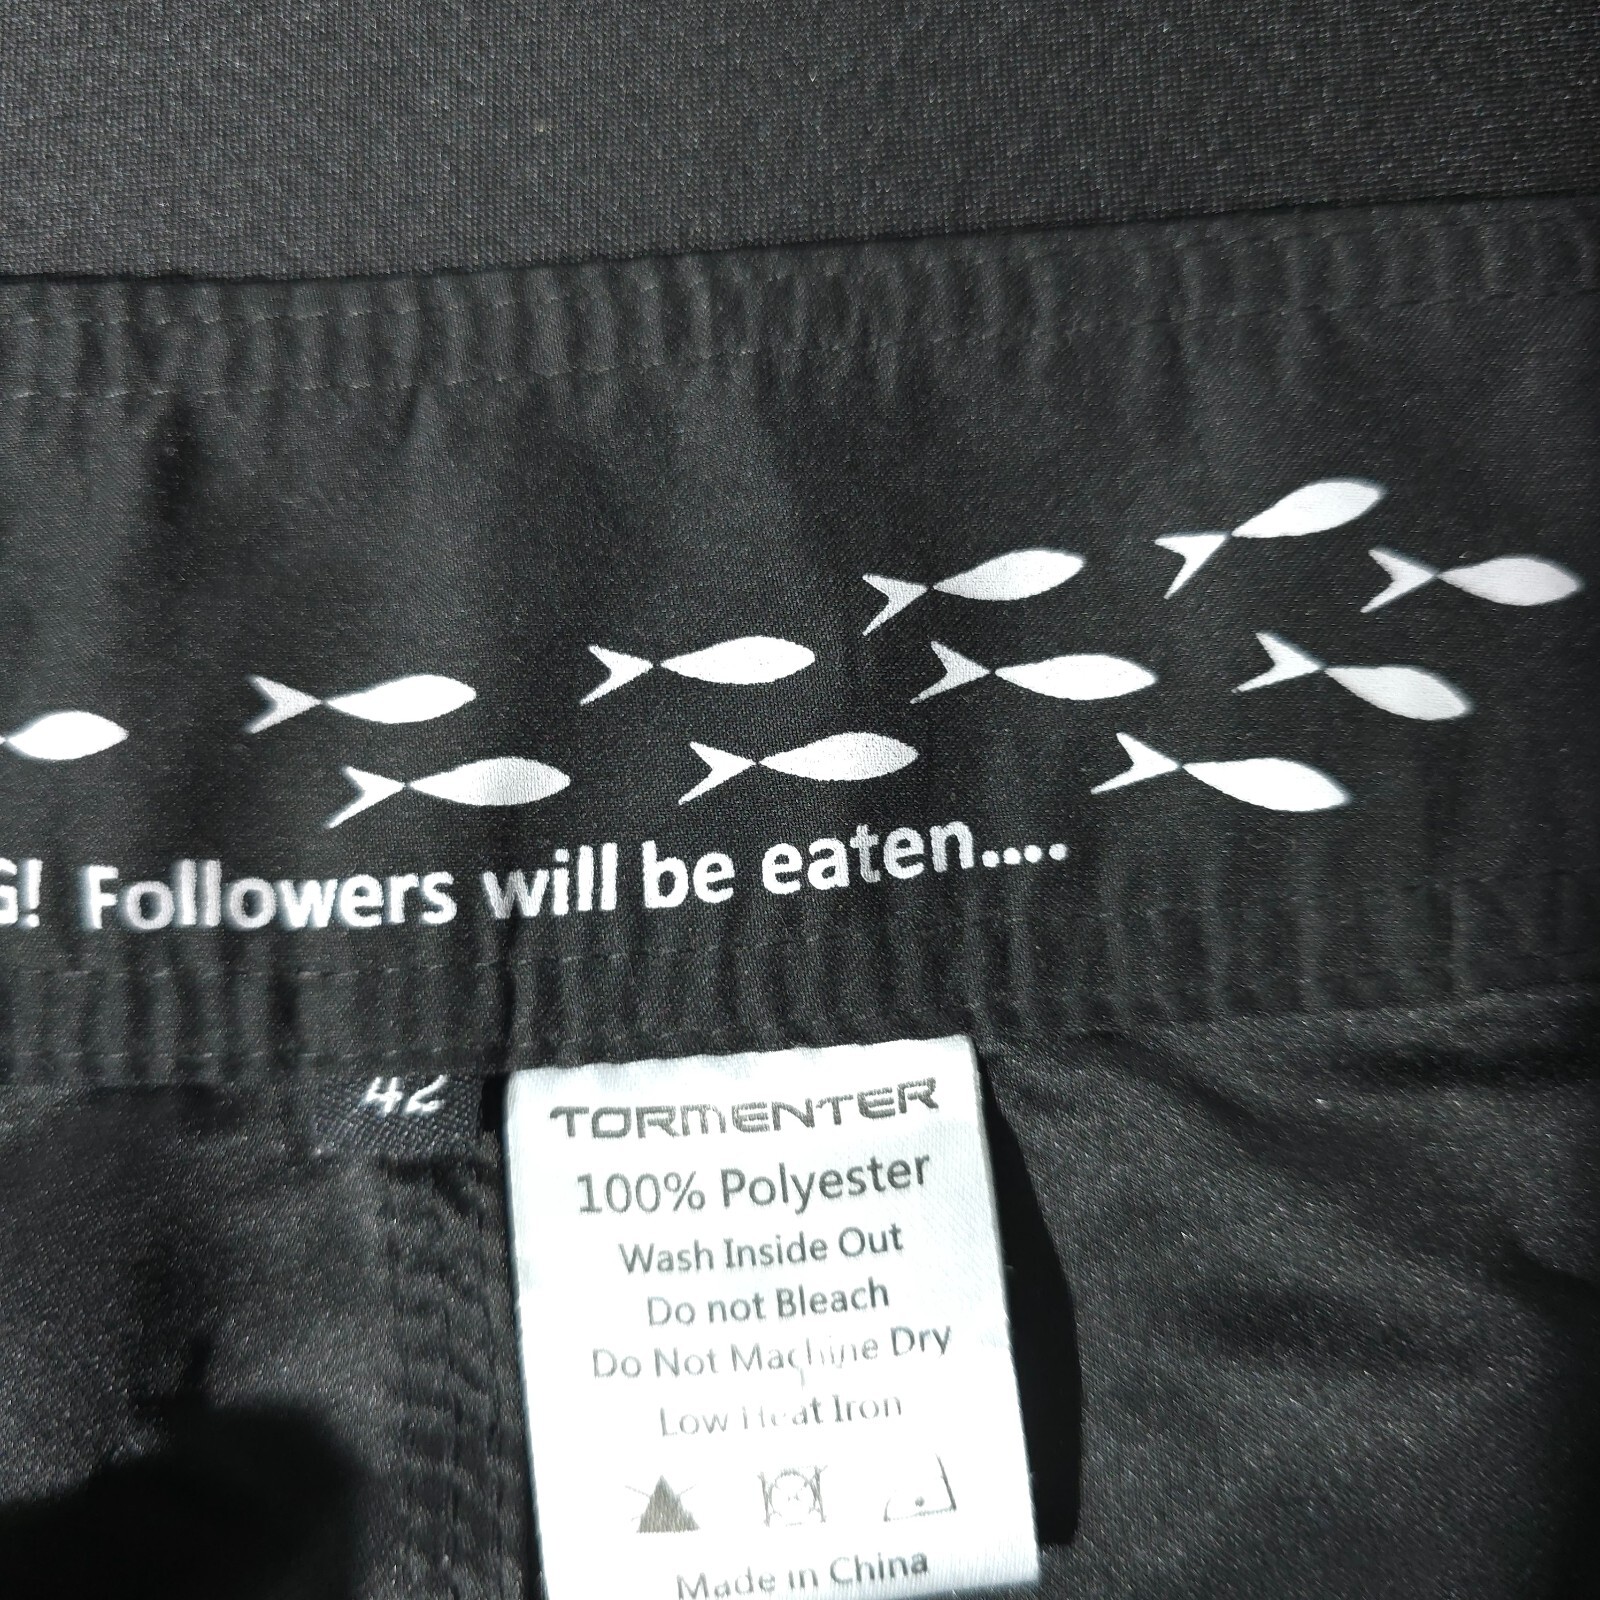 G! Followers will be eaten....
42
TORMENTER
100% Polyester
Wash Inside Out
Do not Bleach
Do Not Machine Dry
Low Heat Iron
Made in China